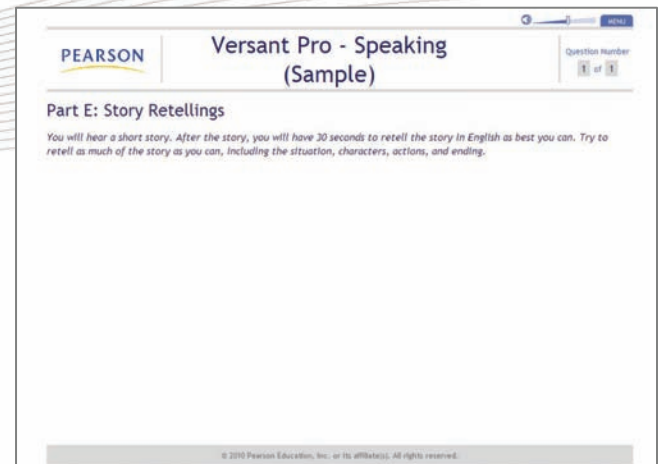 MENU
PEARSON
Versant Pro - Speaking
(Sample)
Question Number
1 of 1
Part E: Story Retellings
You will hear a short story. After the story, you will have 30 seconds to retell the story in English as best you can. Try to
retell as much of the story as you can, including the situation, characters, actions, and ending.
© 2010 Pearson Education, Inc. or its affiliate(s). All rights reserved.